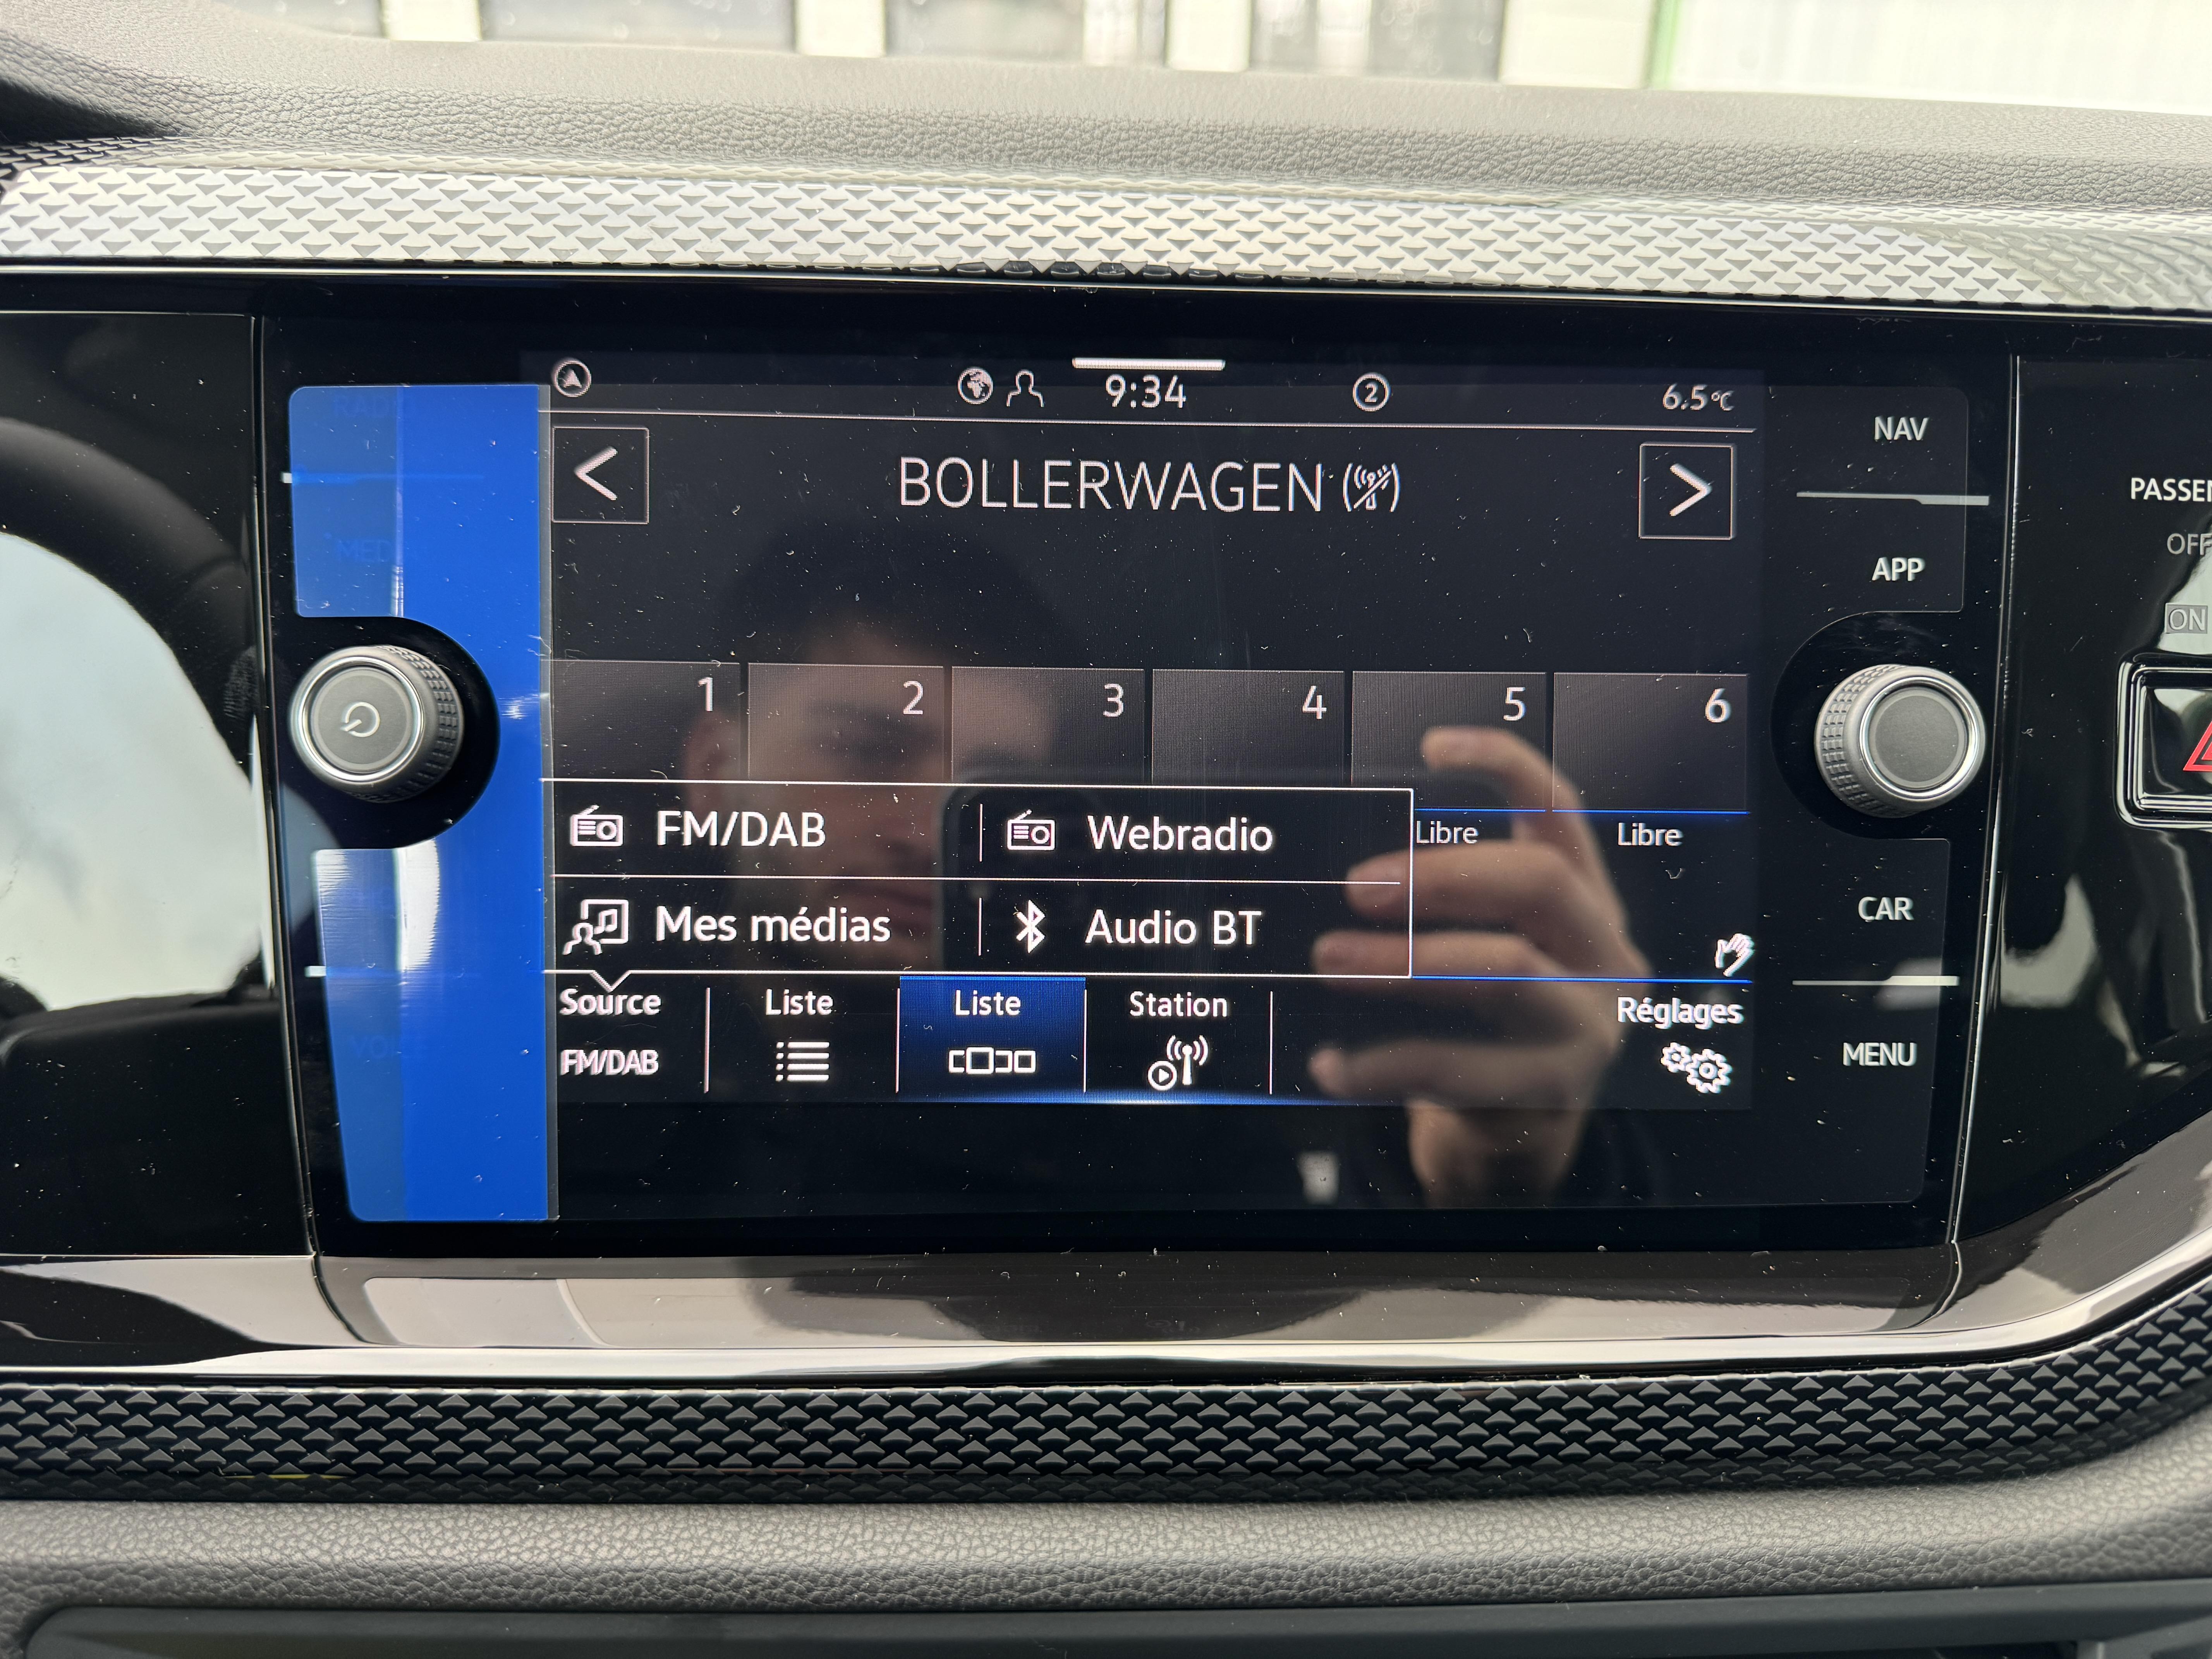 9:34
2
6.5°C
BOLLERWAGEN
1 2 3 4 5 6
FM/DAB Webradio
Libre Libre
Mes médias Audio BT
Source Liste Liste Station Réglages
FM/DAB
NAV
APP
CAR
MENU
OFF
ON